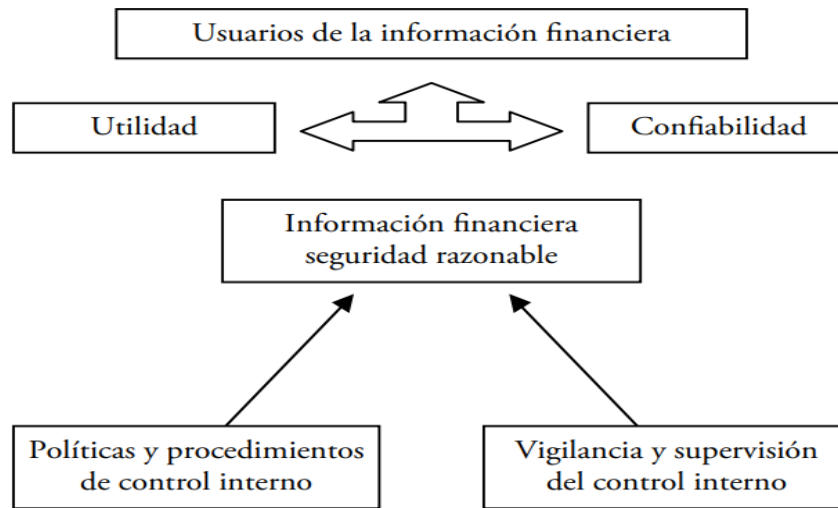 Usuarios de la información financiera
Utilidad
Confiabilidad
Información financiera
seguridad razonable
Políticas y procedimientos
de control interno
Vigilancia y supervisión
del control interno